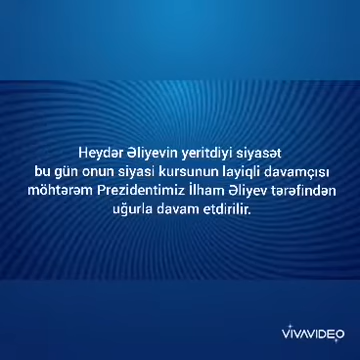 Heydər Əliyevin yeritdiyi siyasət
bu gün onun siyasi kursunun layiqli davamçısı
möhtərəm Prezidentimiz İlham Əliyev tərəfindən
uğurla davam etdirilir.
VIVAVIDEO